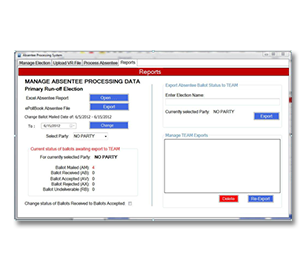 Absentee Processing System
Manage Election Upload VR File Process Absentee Reports
Reports
MANAGE ABSENTEE PROCESSING DATA
Primary Run-off Election
Excel Absentee Report: Open
ePollBook Absentee File Export
Change Ballot Mailed Date of: 6/5/2012 - 6/15/2012
To : 6/15/2012 Change
Select Party: NO PARTY
Current status of ballots awaiting export to TEAM
For currently selected Party: NO PARTY
Ballot Mailed (AM) 4
Ballot Received (AB) 0
Ballot Accepted (AV) 0
Ballot Rejected (AX) 0
Ballot Undeliverable (RB) 0
Change status of Ballots Received to Ballots Accepted:
Export Absentee Ballot Status to TEAM
Enter Election Name:
Currently selected Party: NO PARTY
Export
Manage TEAM Exports
Delete Re-Export